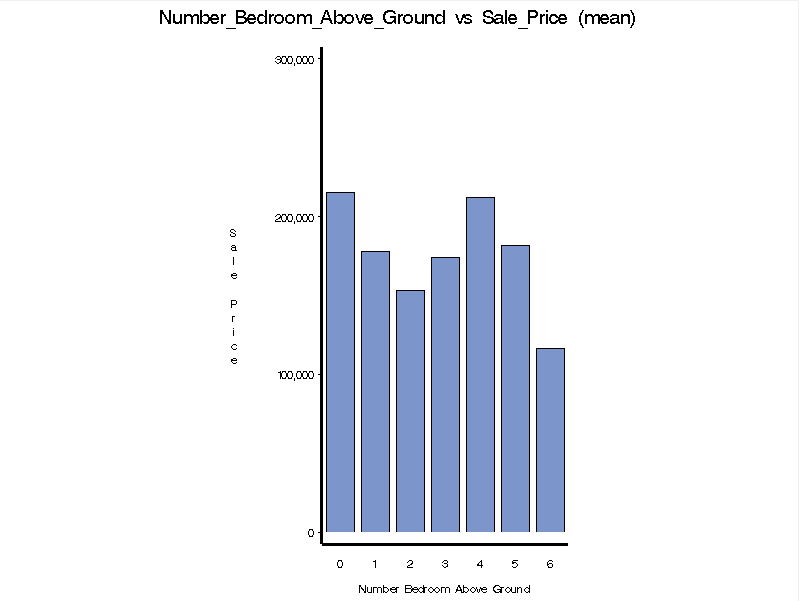 Number_Bedroom_Above_Ground vs Sale_Price (mean)
300,000
200,000
100,000
0
Sale Price
0 1 2 3 4 5 6
Number Bedroom Above Ground